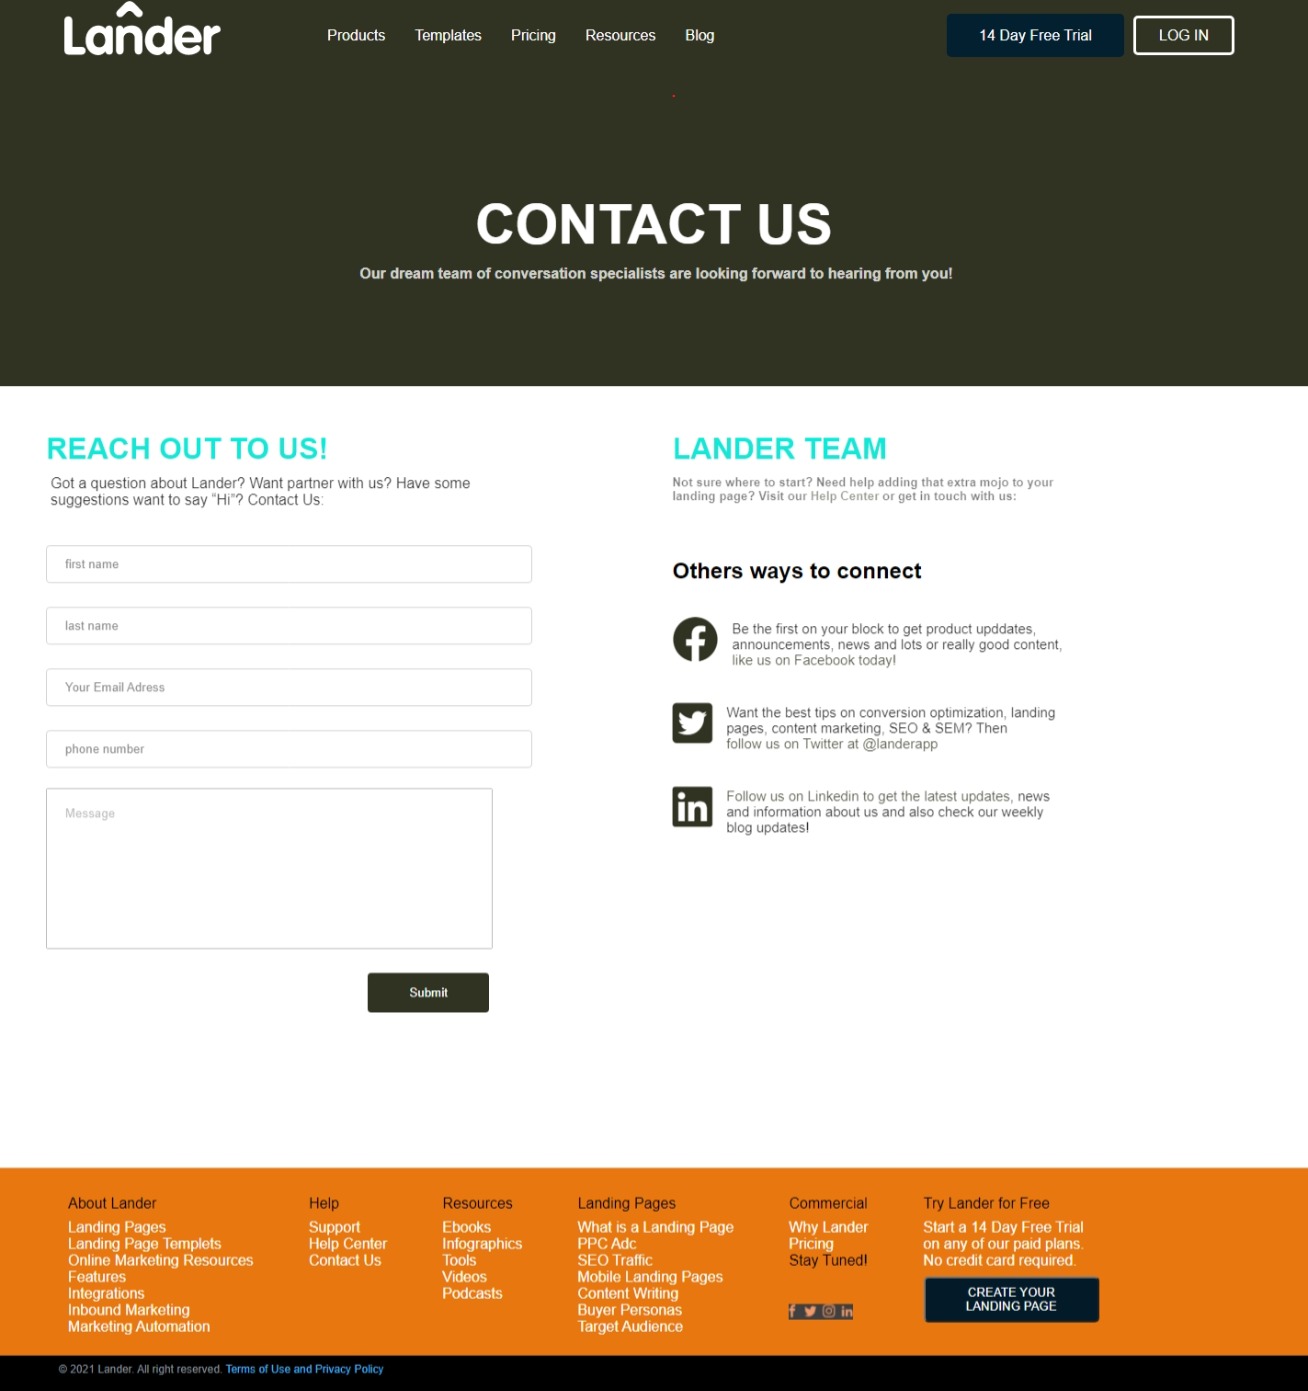 Lander
Products Templates Pricing Resources Blog
14 Day Free Trial LOG IN
CONTACT US
Our dream team of conversation specialists are looking forward to hearing from you!
REACH OUT TO US!
Got a question about Lander? Want partner with us? Have some
suggestions want to say “Hi”? Contact Us:
first name
last name
Your Email Adress
phone number
Message
Submit
LANDER TEAM
Not sure where to start? Need help adding that extra mojo to your
landing page? Visit our Help Center or get in touch with us:
Others ways to connect
Be the first on your block to get product upddates,
announcements, news and lots or really good content,
like us on Facebook today!
Want the best tips on conversion optimization, landing
pages, content marketing, SEO & SEM? Then
follow us on Twitter at @landerapp
Follow us on Linkedin to get the latest updates, news
and information about us and also check our weekly
blog updates!
About Lander
Landing Pages
Landing Page Templets
Online Marketing Resources
Features
Integrations
Inbound Marketing
Marketing Automation
Help
Support
Help Center
Contact Us
Resources
Ebooks
Infographics
Tools
Videos
Podcasts
Landing Pages
What is a Landing Page
PPC Adc
SEO Traffic
Mobile Landing Pages
Content Writing
Buyer Personas
Target Audience
Commercial
Why Lander
Pricing
Stay Tuned!
Try Lander for Free
Start a 14 Day Free Trial
on any of our paid plans.
No credit card required.
CREATE YOUR
LANDING PAGE
© 2021 Lander. All right reserved. Terms of Use and Privacy Policy